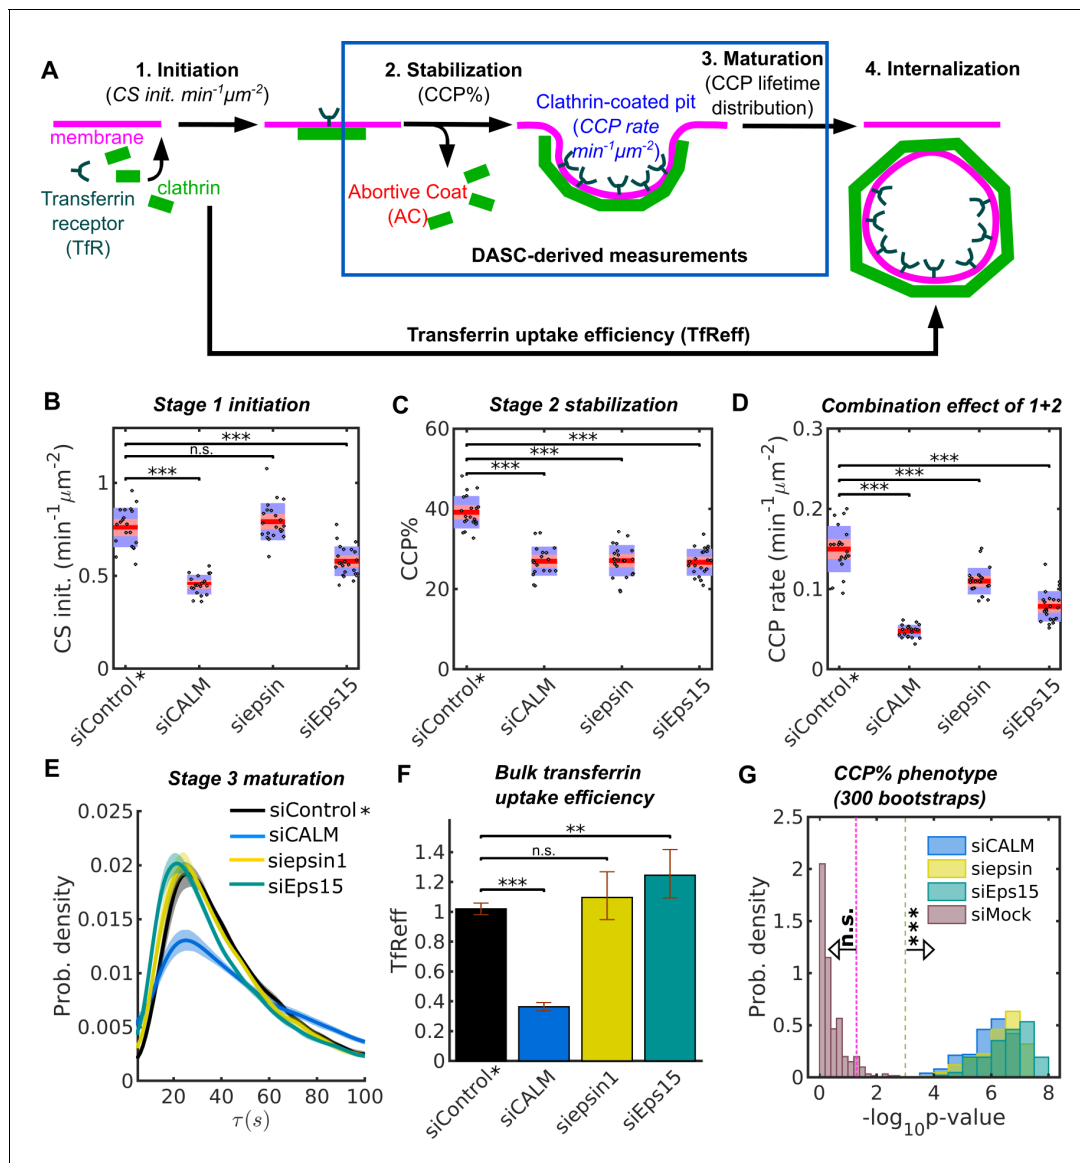 A
1. Initiation
(CS init. min-1μm-2)
2. Stabilization
(CCP%)
3. Maturation
(CCP lifetime
distribution)
4. Internalization
membrane
Transferrin
receptor
(TfR)
clathrin
Abortive Coat
(AC)
Clathrin-coated pit
(CCP rate
min-1μm-2)
DASC-derived measurements
Transferrin uptake efficiency (TfReff)
B
Stage 1 initiation
CS init. (min-1μm-2)
1
0.5
0
***
n.s.
***
siControl*
siCALM
siepsin
siEps15
C
Stage 2 stabilization
CCP%
60
40
20
0
***
***
***
siControl*
siCALM
siepsin
siEps15
D
Combination effect of 1+2
CCP rate (min-1μm-2)
0.3
0.2
0.1
0
***
***
***
siControl*
siCALM
siepsin
siEps15
E
Stage 3 maturation
Prob. density
0.025
0.02
0.015
0.01
0.005
0
siControl*
siCALM
siepsin1
siEps15
20
40
60
80
100
τ(s)
F
Bulk transferrin
uptake efficiency
TfReff
1.4
1.2
1
0.8
0.6
0.4
0.2
0
**
n.s.
***
siControl*
siCALM
siepsin1
siEps15
G
CCP% phenotype
(300 bootstraps)
Prob. density
2.5
2
1.5
1
0.5
0
siCALM
siepsin
siEps15
siMock
n.s.
***
0
2
4
6
8
-log10p-value